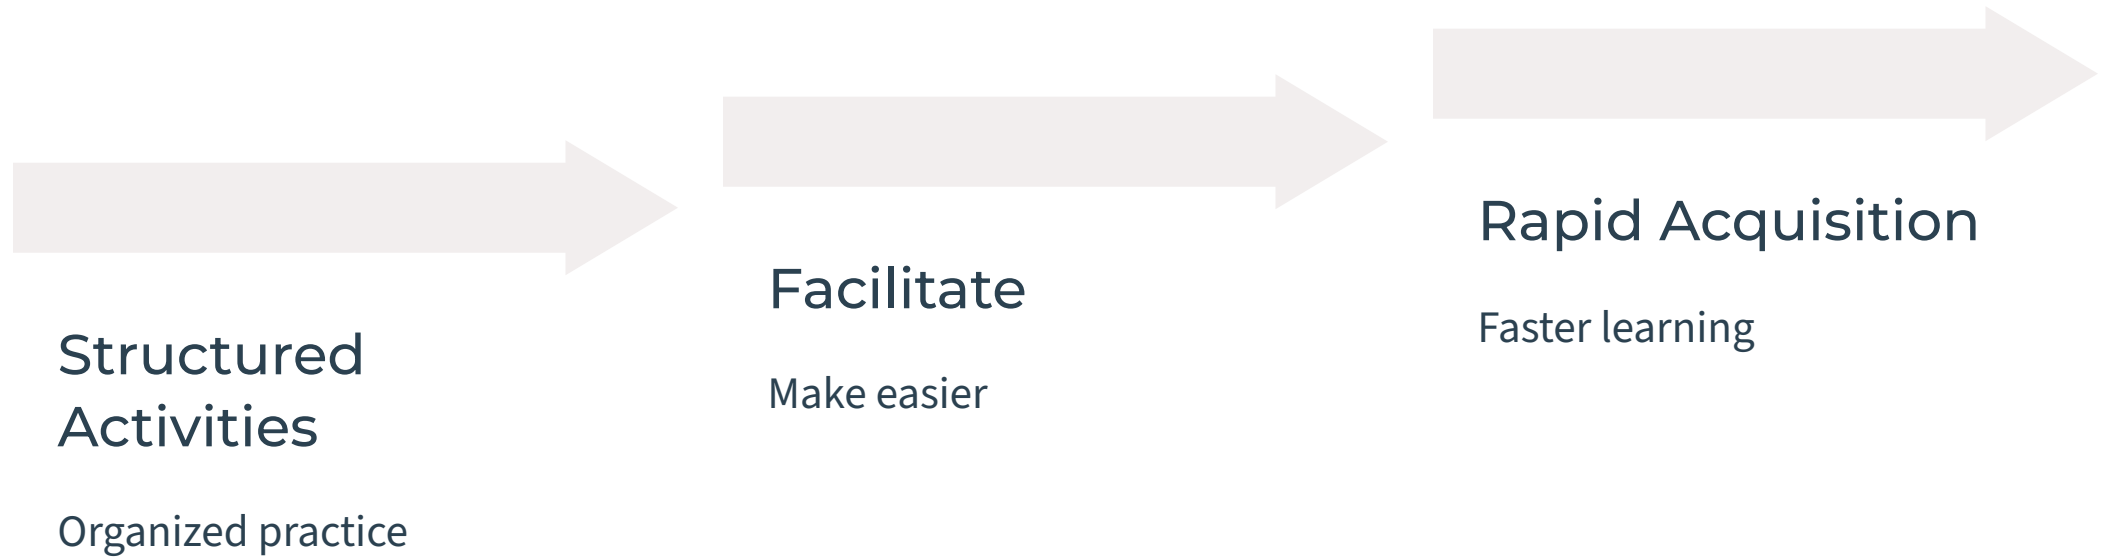 Structured
Activities
Organized practice
Facilitate
Make easier
Rapid Acquisition
Faster learning